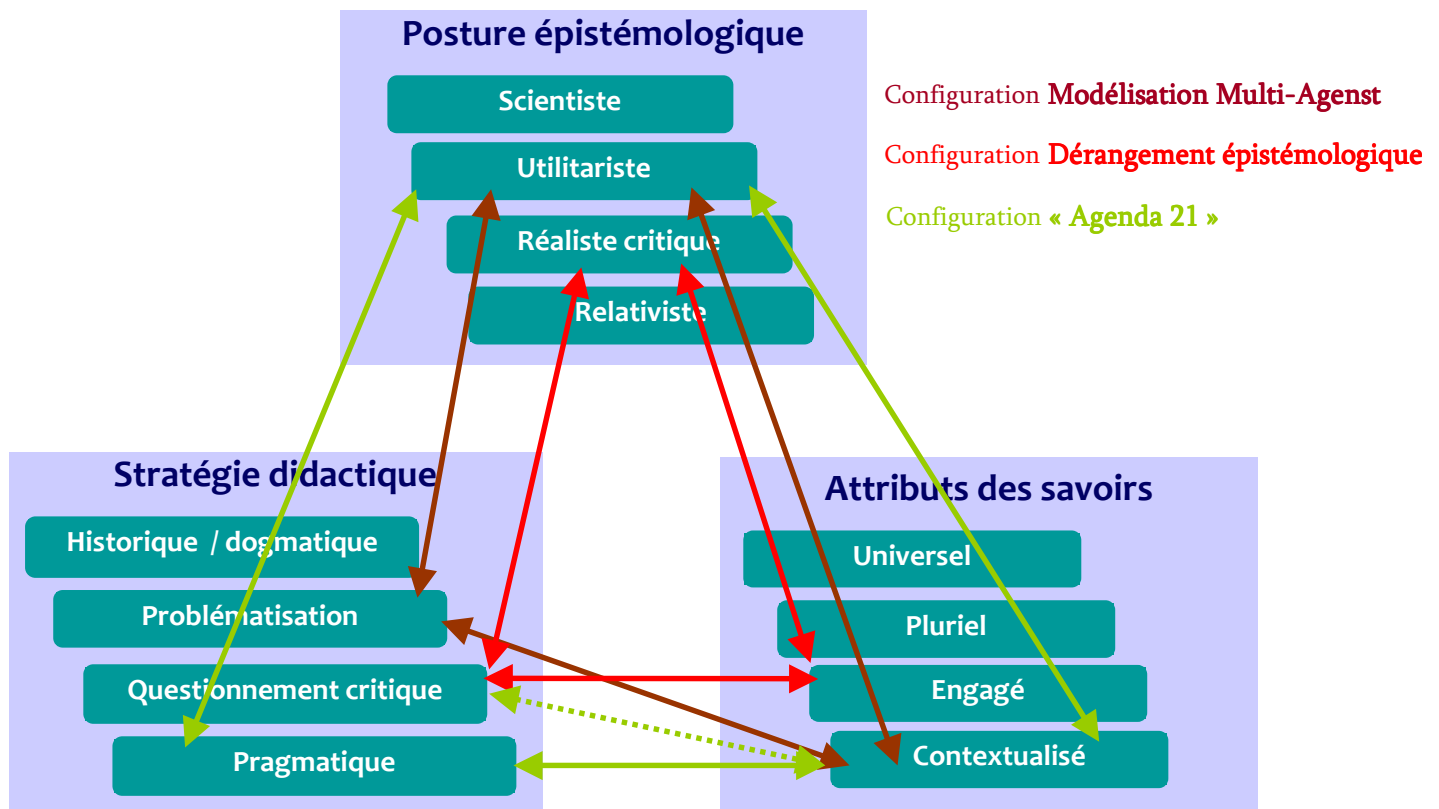 Posture épistémologique
Scientiste
Utilitariste
Réaliste critique
Relativiste
Configuration Modélisation Multi-Agenst
Configuration Dérangement épistémologique
Configuration « Agenda 21 »
Stratégie didactique
Historique / dogmatique
Problématisation
Questionnement critique
Pragmatique
Attributs des savoirs
Universel
Pluriel
Engagé
Contextualisé